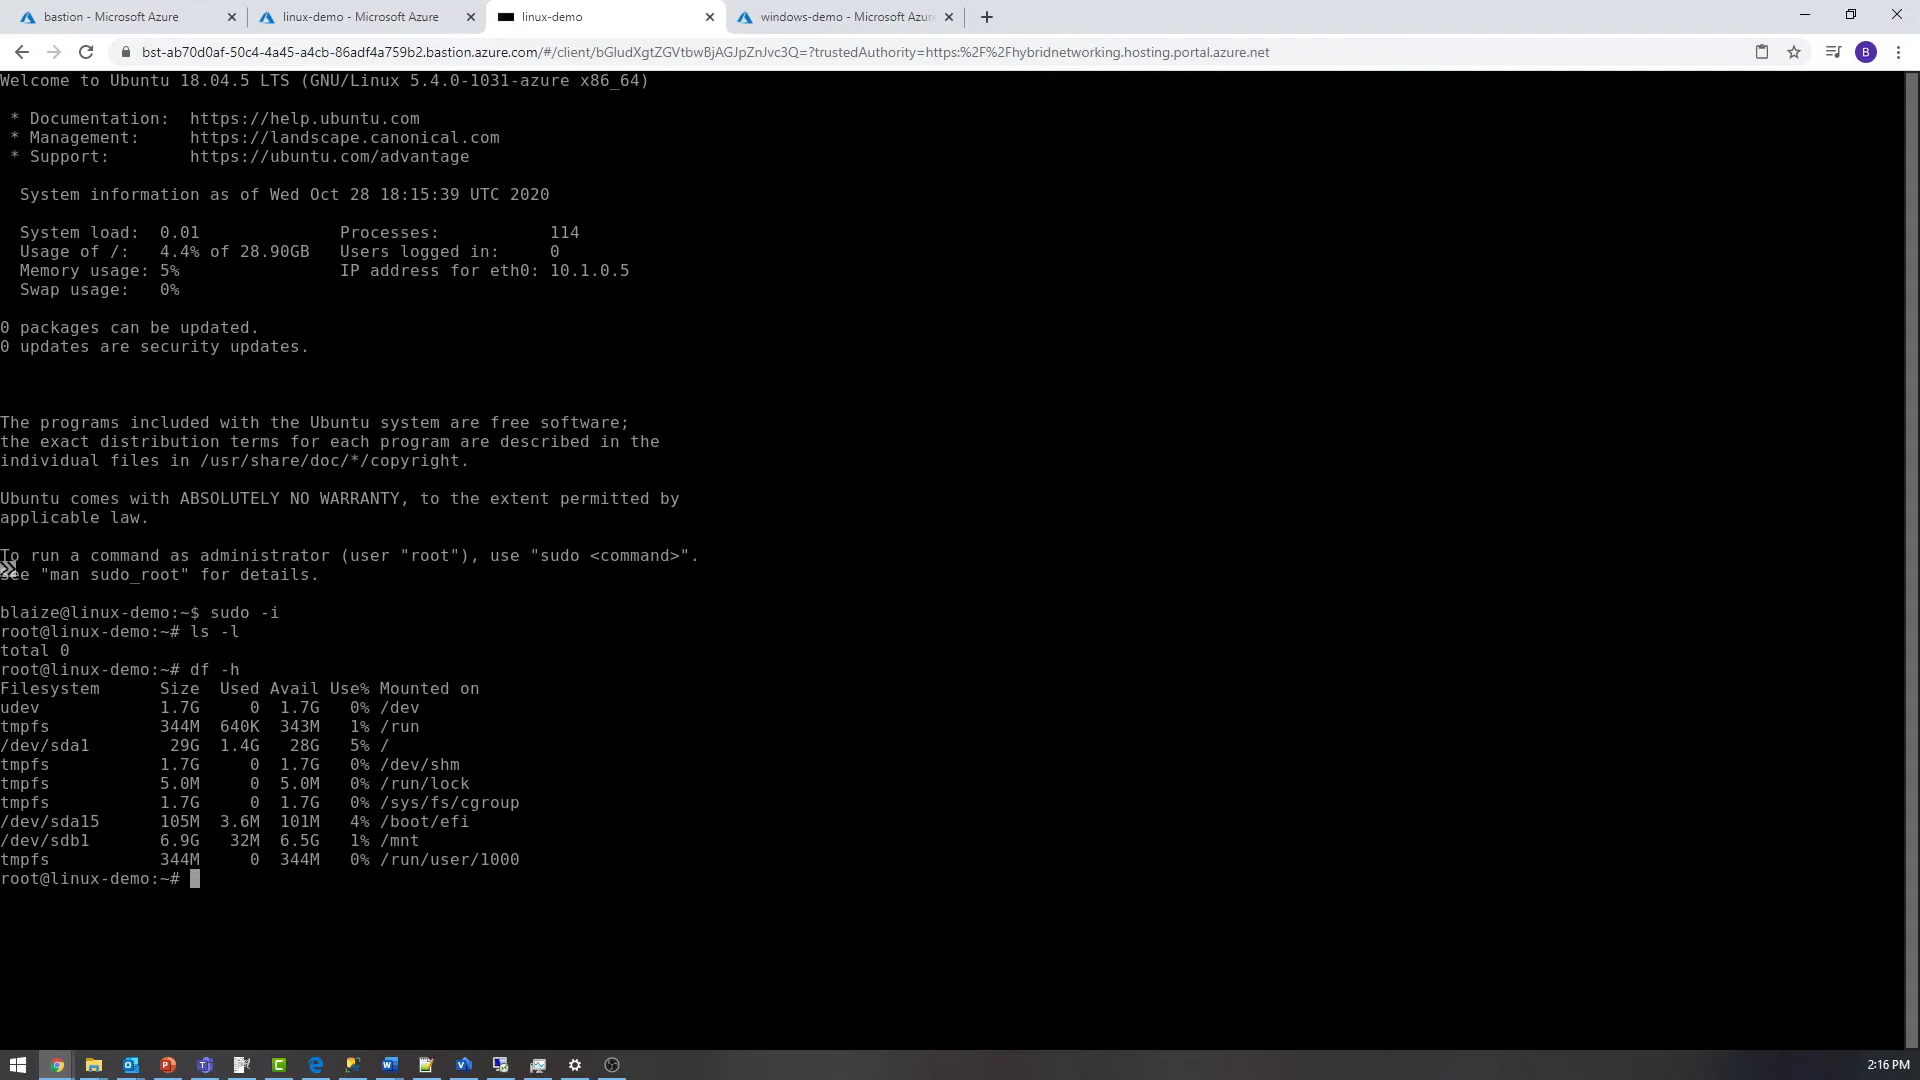 bastion - Microsoft Azure
linux-demo - Microsoft Azure
linux-demo
windows-demo - Microsoft Azur
bst-ab70d0af-50c4-4a45-a4cb-86adf4a759b2.bastion.azure.com/#/client/bGludXgtZGVtbwBjAGJpZnJvc3Q=?trustedAuthority=https:%2F%2Fhybridnetworking.hosting.portal.azure.net
B
Welcome to Ubuntu 18.04.5 LTS (GNU/Linux 5.4.0-1031-azure x86_64)
* Documentation:  https://help.ubuntu.com
* Management:     https://landscape.canonical.com
* Support:        https://ubuntu.com/advantage
System information as of Wed Oct 28 18:15:39 UTC 2020
System load:  0.01              Processes:           114
Usage of /:   4.4% of 28.90GB   Users logged in:     0
Memory usage: 5%                IP address for eth0: 10.1.0.5
Swap usage:   0%
0 packages can be updated.
0 updates are security updates.
The programs included with the Ubuntu system are free software;
the exact distribution terms for each program are described in the
individual files in /usr/share/doc/*/copyright.
Ubuntu comes with ABSOLUTELY NO WARRANTY, to the extent permitted by
applicable law.
To run a command as administrator (user "root"), use "sudo <command>".
See "man sudo_root" for details.
blaize@linux-demo:~$ sudo -i
root@linux-demo:~# ls -l
total 0
root@linux-demo:~# df -h
Filesystem      Size  Used Avail Use% Mounted on
udev            1.7G     0  1.7G   0% /dev
tmpfs           344M  640K  343M   1% /run
/dev/sda1        29G  1.4G   28G   5% /
tmpfs           1.7G     0  1.7G   0% /dev/shm
tmpfs           5.0M     0  5.0M   0% /run/lock
tmpfs           1.7G     0  1.7G   0% /sys/fs/cgroup
/dev/sda15      105M  3.6M  101M   4% /boot/efi
/dev/sdb1       6.9G   32M  6.5G   1% /mnt
tmpfs           344M     0  344M   0% /run/user/1000
root@linux-demo:~#
2:16 PM